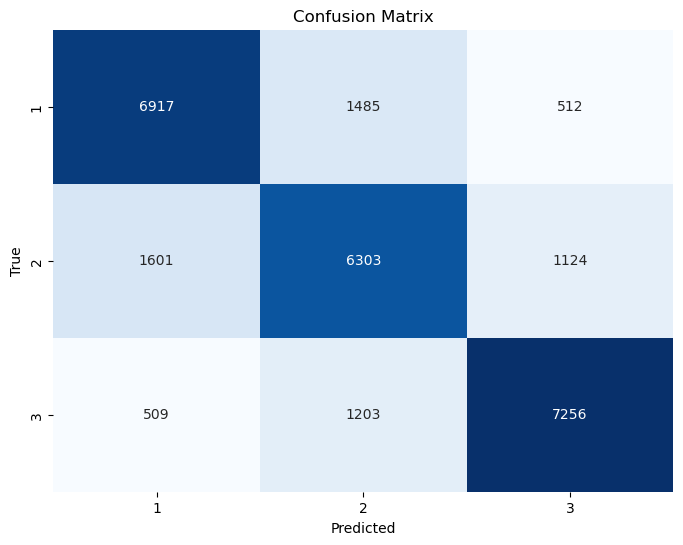 Confusion Matrix
1
6917 1485 512
True
2
1601 6303 1124
3
509 1203 7256
1 2 3
Predicted